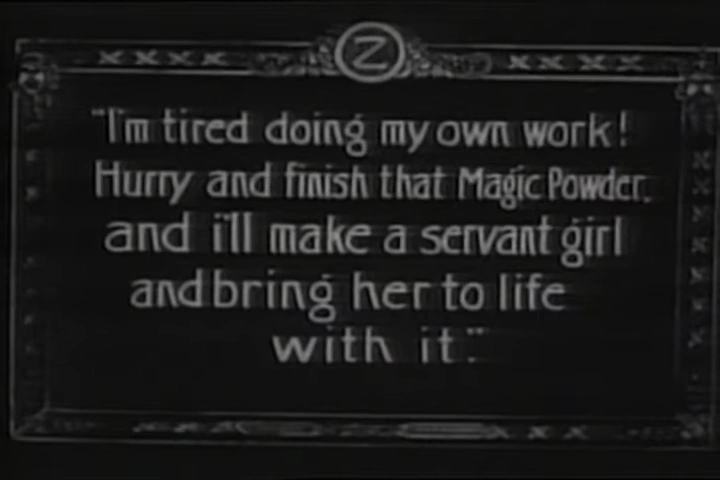 Z
"I'm tired doing my own work!
Hurry and finish that Magic Powder,
and i'll make a servant girl
and bring her to life
with it."